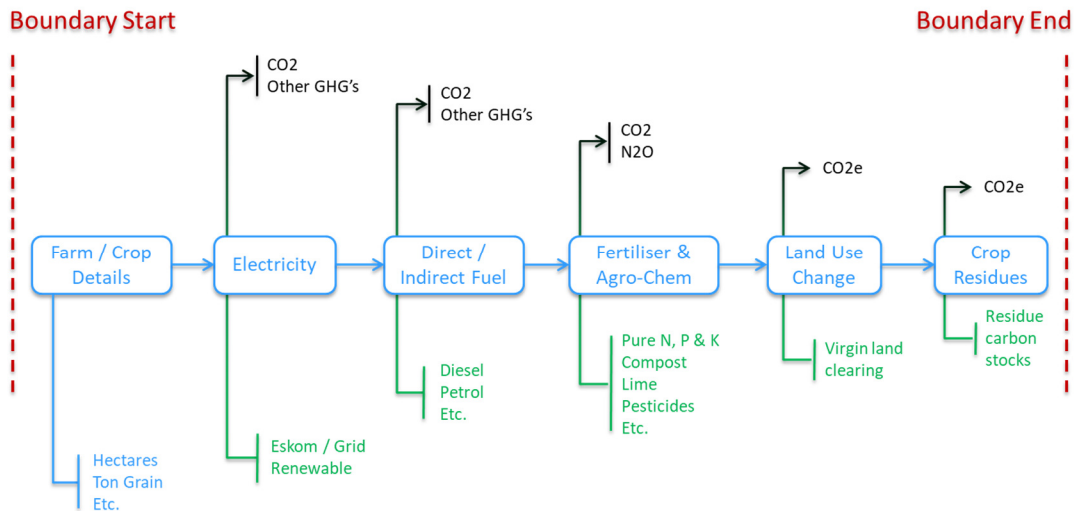 Boundary Start
Boundary End
CO2
Other GHG's
CO2
Other GHG's
CO2
N2O
CO2e
CO2e
Farm / Crop
Details
Electricity
Direct /
Indirect Fuel
Fertiliser &
Agro-Chem
Land Use
Change
Crop
Residues
Hectares
Ton Grain
Etc.
Eskom / Grid
Renewable
Diesel
Petrol
Etc.
Pure N, P & K
Compost
Lime
Pesticides
Etc.
Virgin land
clearing
Residue
carbon
stocks